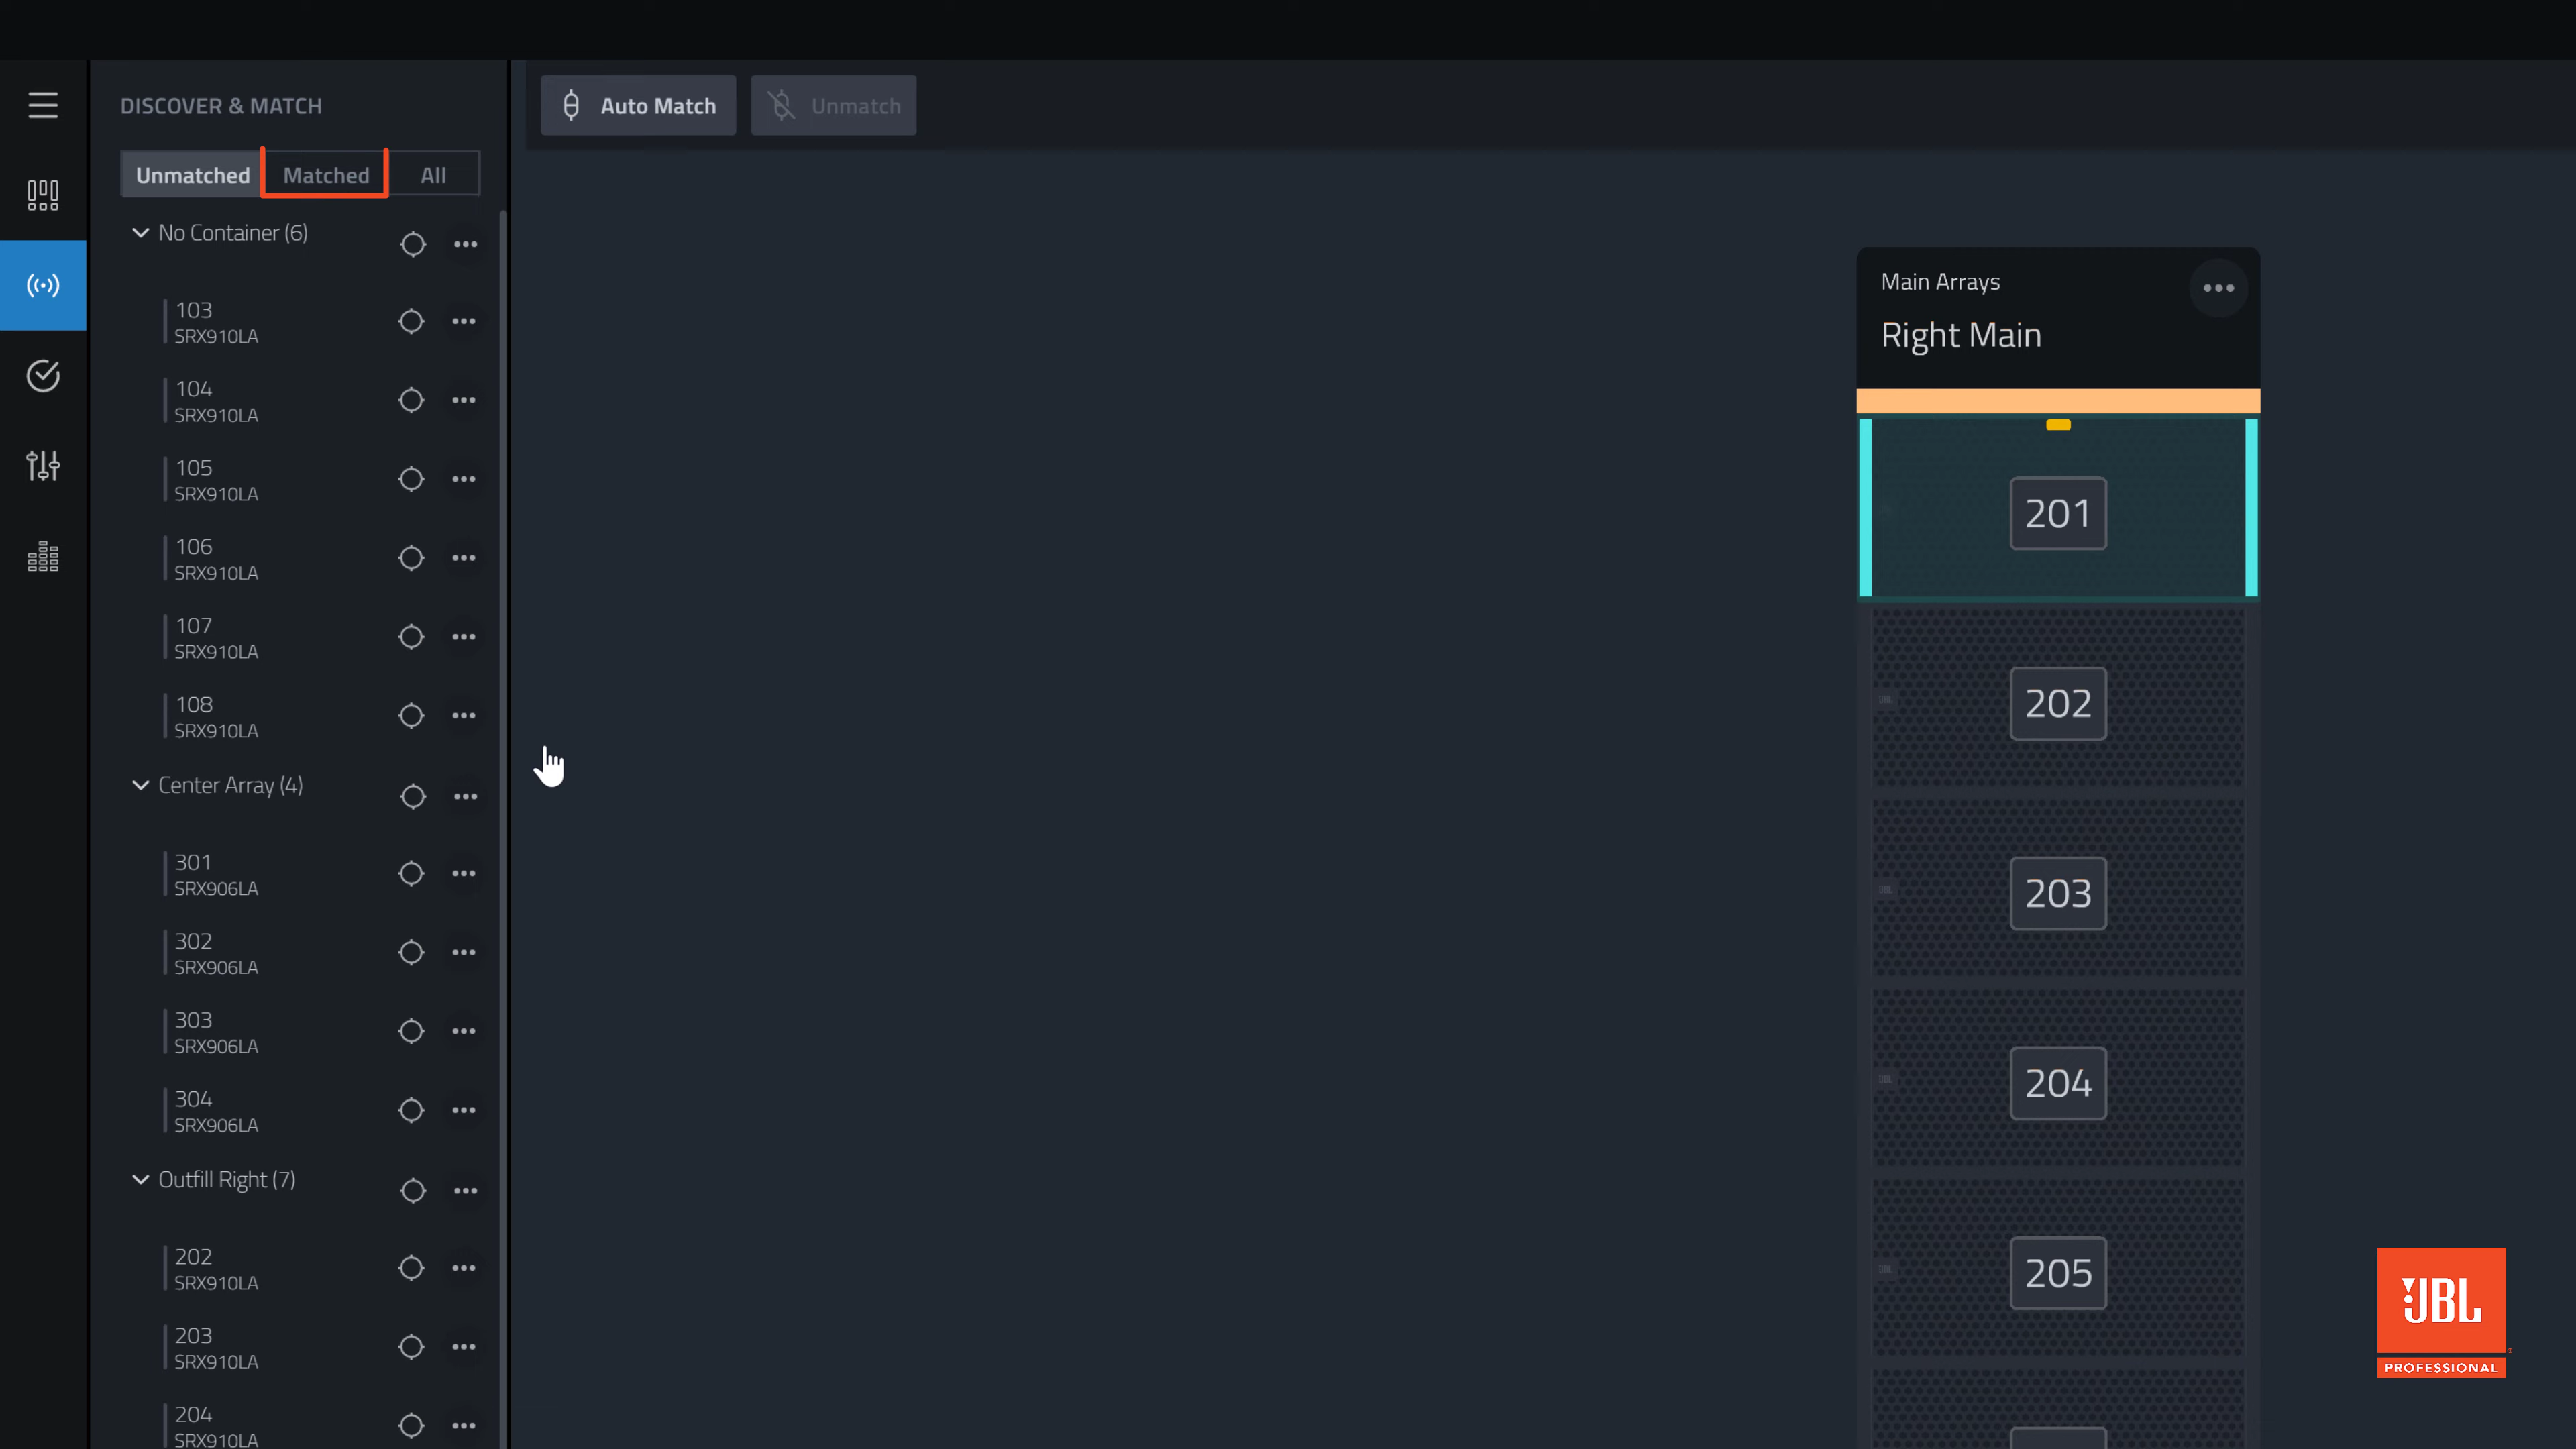 DISCOVER & MATCH
Auto Match
Unmatch
Unmatched
Matched
All
No Container (6)
103
SRX910LA
104
SRX910LA
105
SRX910LA
106
SRX910LA
107
SRX910LA
108
SRX910LA
Center Array (4)
301
SRX906LA
302
SRX906LA
303
SRX906LA
304
SRX906LA
Outfill Right (7)
202
SRX910LA
203
SRX910LA
204
SRX910LA
Main Arrays
Right Main
201
202
203
204
205
JBL
PROFESSIONAL